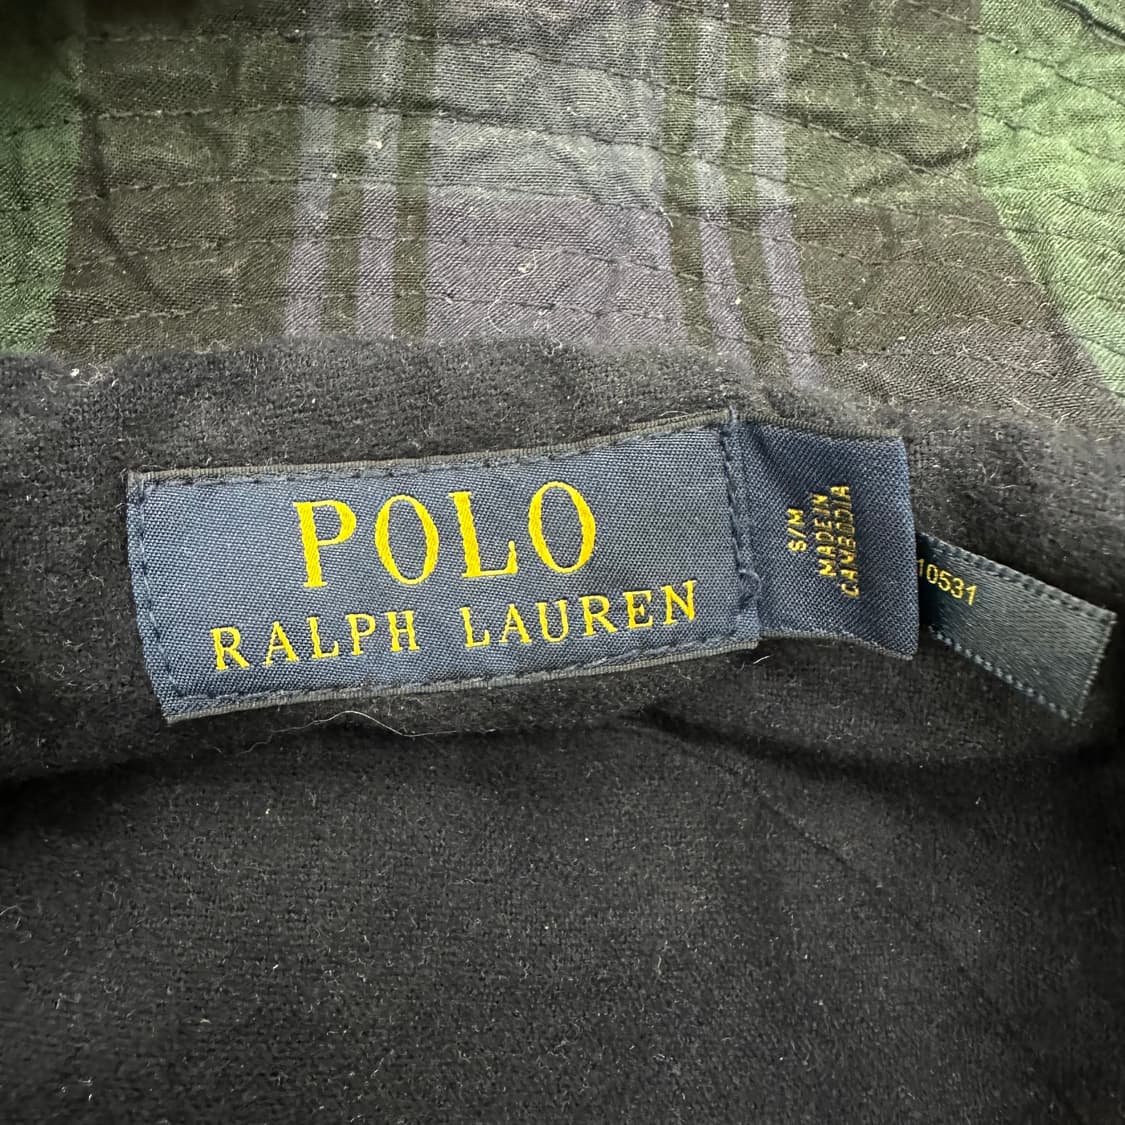 POLO
RALPH LAUREN
S/M
MADE IN
CAMBODIA
10531